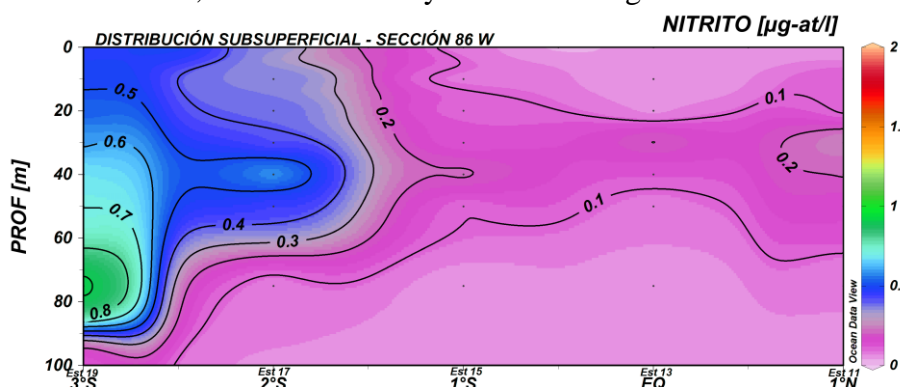 NITRITO [µg-at/l]
DISTRIBUCIÓN SUBSUPERFICIAL - SECCIÓN 86 W
PROF [m]
0
20
40
60
80
100
0.5
0.6
0.7
0.8
0.4
0.3
0.2
0.1
0.1
0.2
2
1
0
Ocean Data View
Est 19
Est 17
Est 15
Est 13
Est 11
3°S
2°S
1°S
EQ
1°N